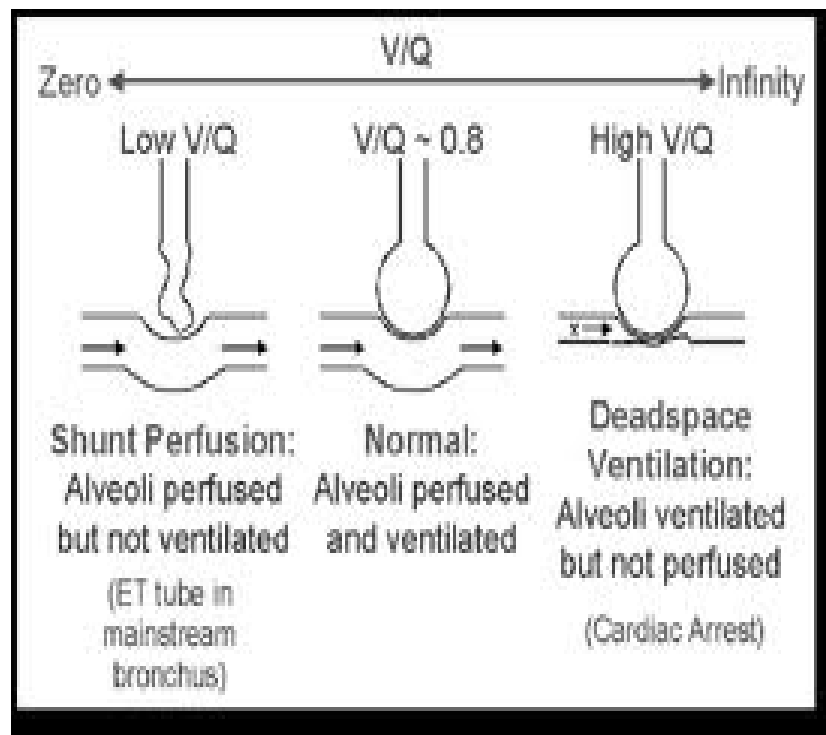 V/Q
Zero Infinity
Low V/Q
V/Q ~ 0.8
High V/Q
x
Shunt Perfusion:
Alveoli perfused
but not ventilated
(ET tube in
mainstream
bronchus)
Normal:
Alveoli perfused
and ventilated
Deadspace
Ventilation:
Alveoli ventilated
but not perfused
(Cardiac Arrest)